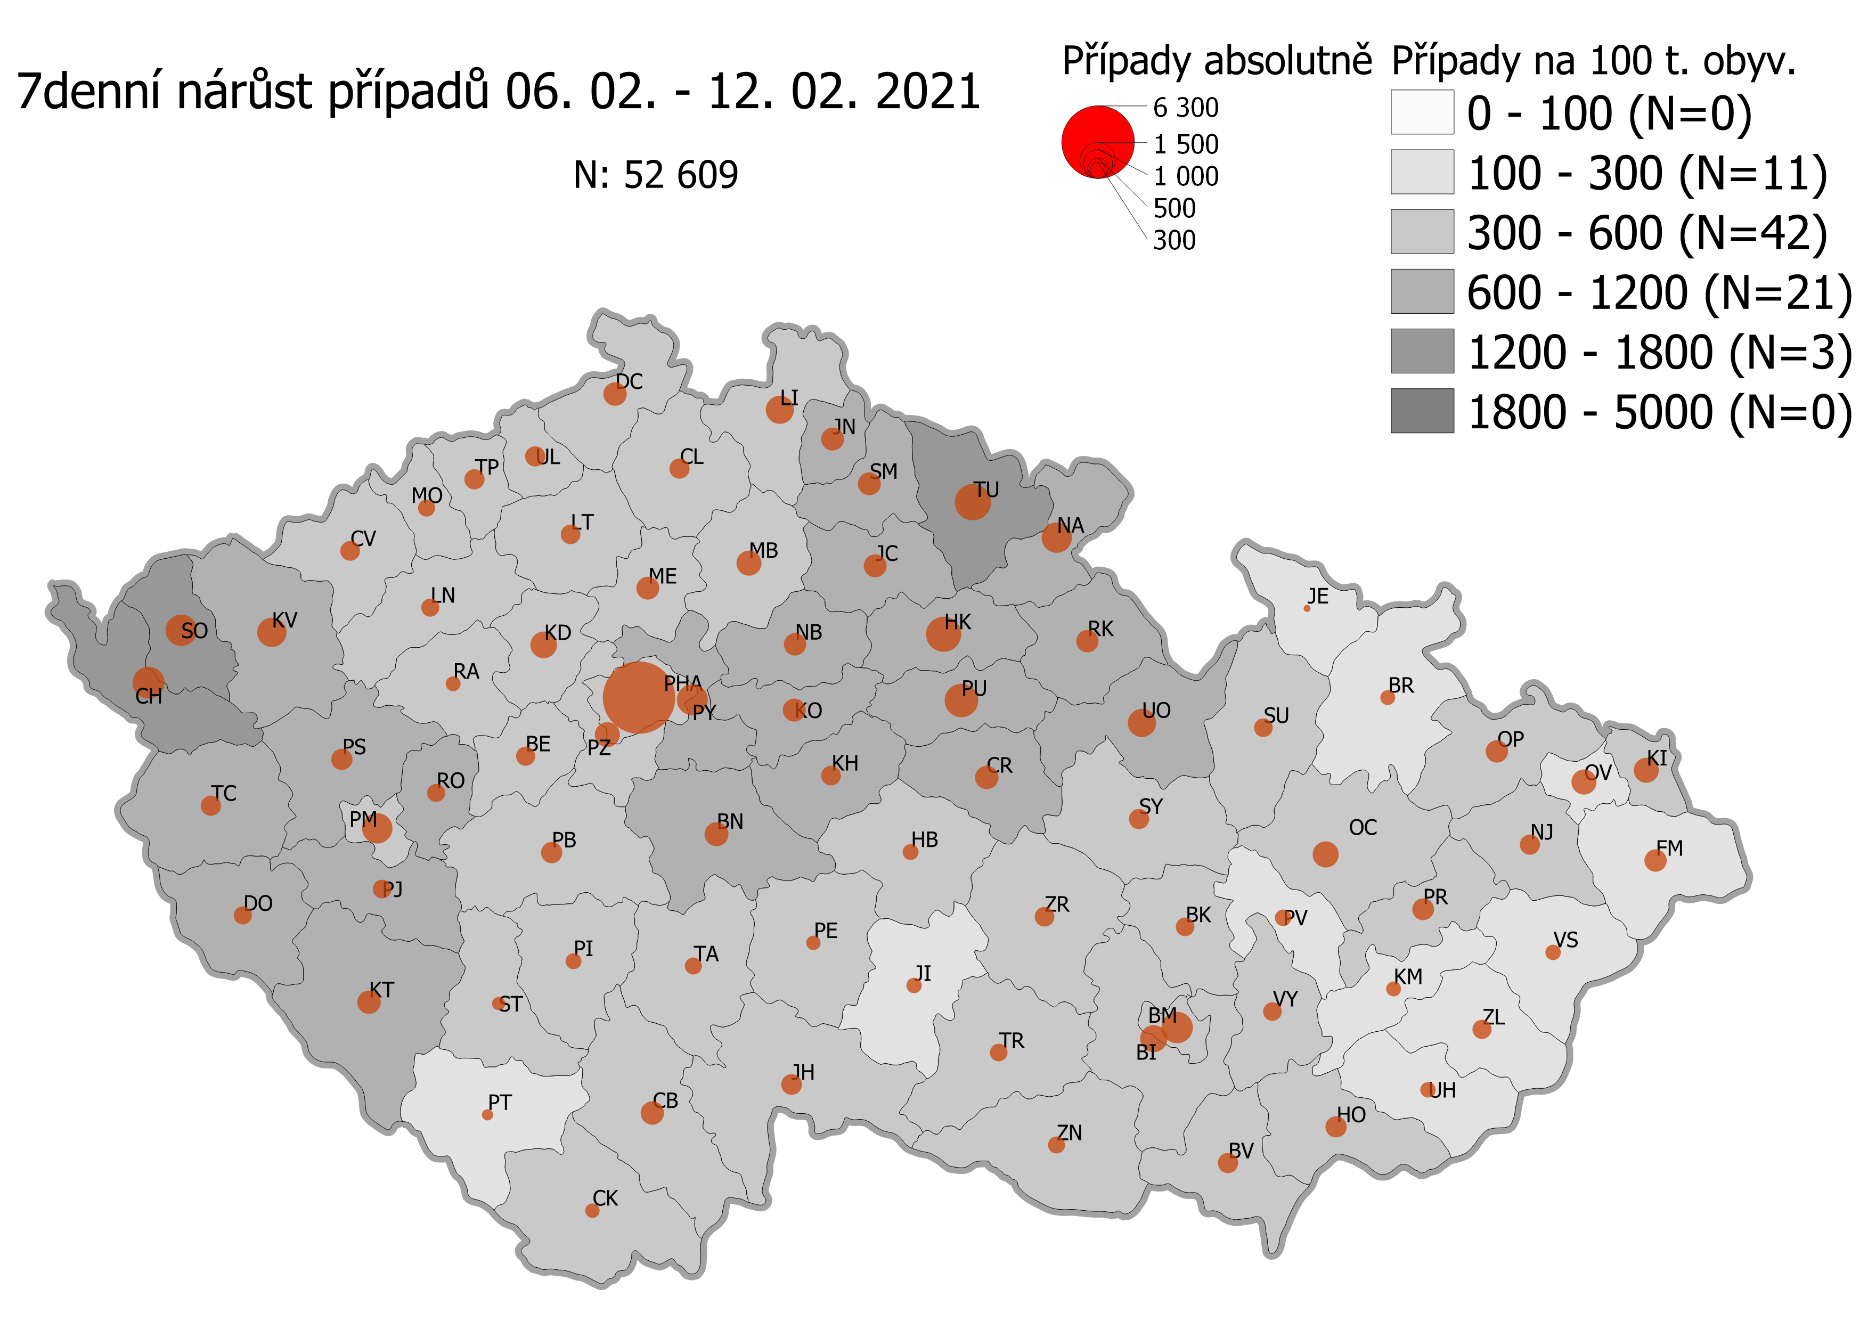 7denní nárůst případů 06. 02. - 12. 02. 2021
N: 52 609
Případy absolutně
6 300
1 500
1 000
500
300
Případy na 100 t. obyv.
0 - 100 (N=0)
100 - 300 (N=11)
300 - 600 (N=42)
600 - 1200 (N=21)
1200 - 1800 (N=3)
1800 - 5000 (N=0)
DC
LI
JN
UL
TP
CL
SM
MO
TU
LT
NA
CV
MB
JC
ME
LN
JE
SO
KV
KD
NB
HK
RK
RA
PHA
CH
PY
KO
PU
UO
SU
BR
PS
PZ
BE
KH
CR
OP
KI
RO
OV
TC
PM
BN
SY
PB
HB
OC
NJ
FM
PJ
DO
ZR
BK
PV
PR
PI
TA
PE
VS
KT
ST
JI
KM
VY
BM
ZL
BI
TR
JH
UH
PT
CB
HO
ZN
BV
CK